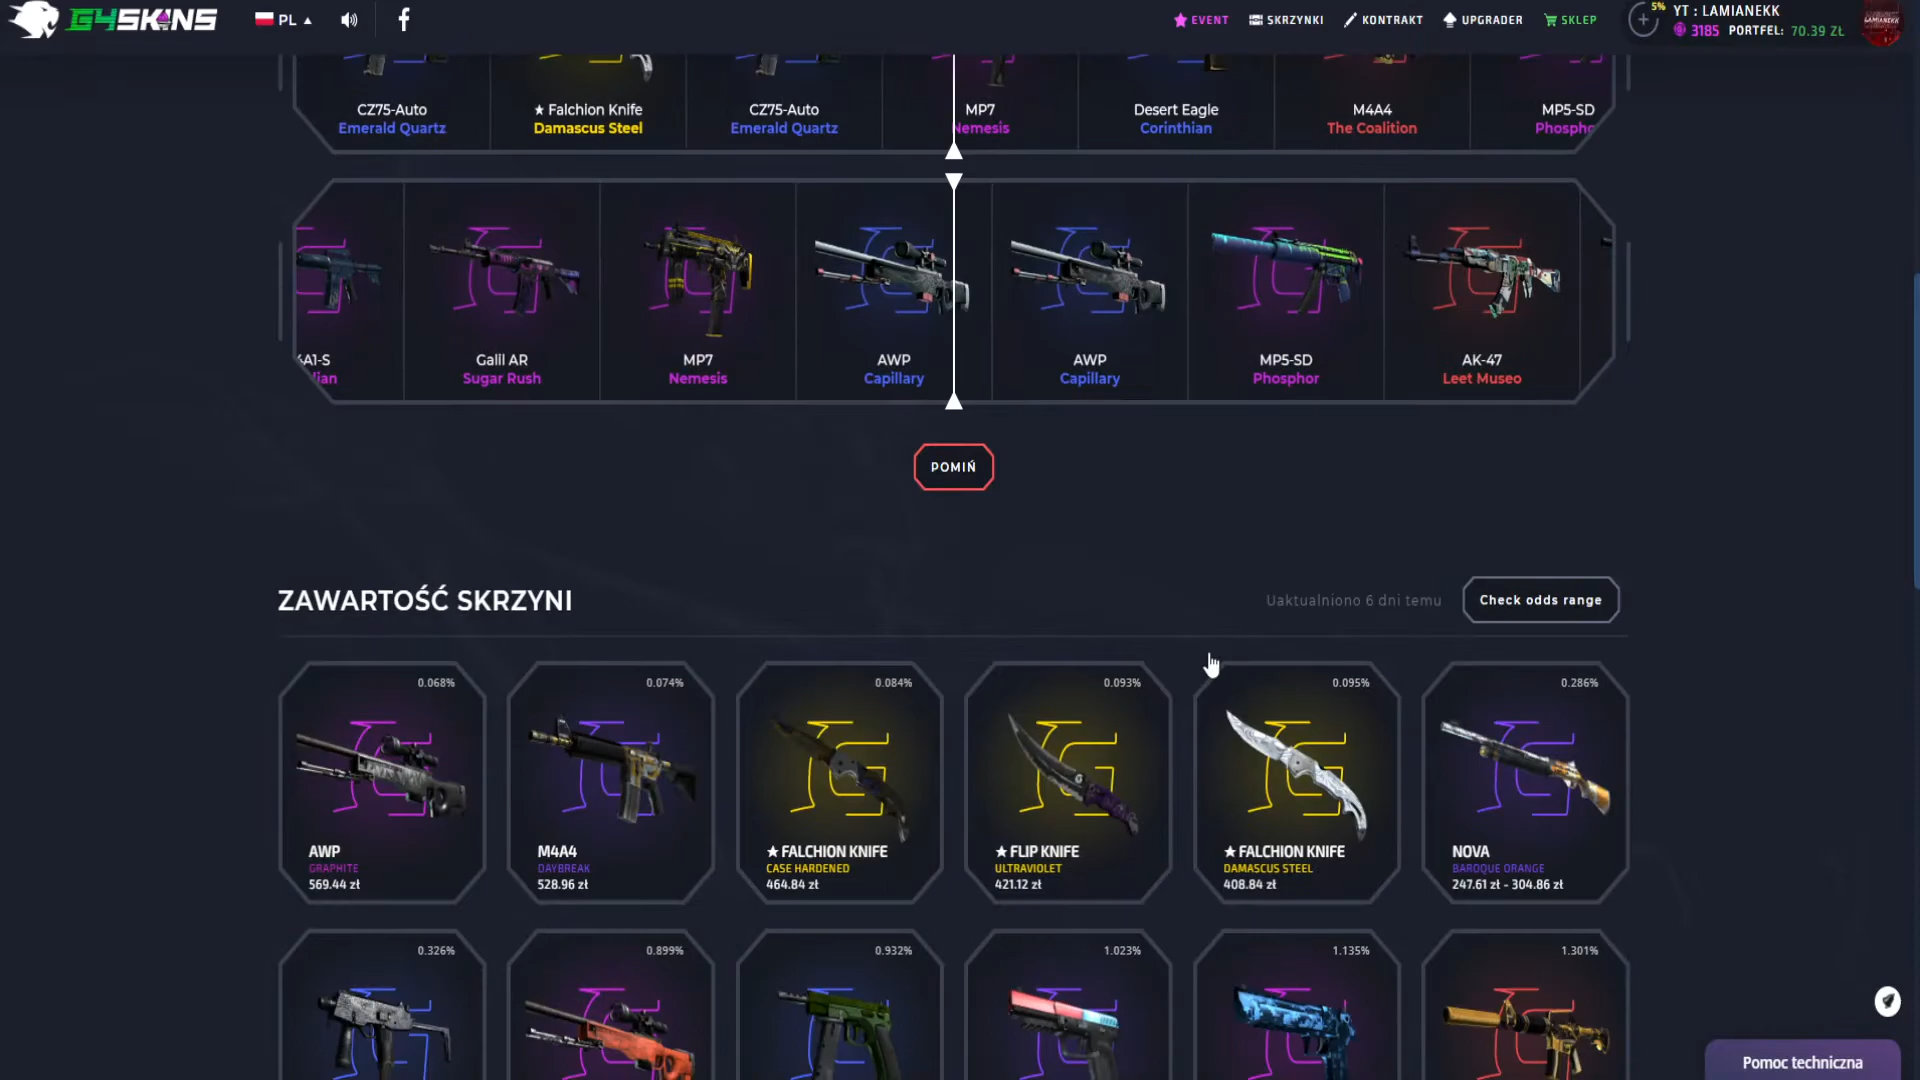 G4SKINS
PL
EVENT
SKRZYNKI
KONTRAKT
UPGRADER
SKLEP
5%
YT : LAMIANEKK
3185 PORTFEL: 70.39 ZŁ
CZ75-Auto
Emerald Quartz
★ Falchion Knife
Damascus Steel
CZ75-Auto
Emerald Quartz
MP7
Nemesis
Desert Eagle
Corinthian
M4A4
The Coalition
MP5-SD
Phospho
4A1-S
dian
Galil AR
Sugar Rush
MP7
Nemesis
AWP
Capillary
AWP
Capillary
MP5-SD
Phosphor
AK-47
Leet Museo
POMIŃ
ZAWARTOŚĆ SKRZYNI
Uaktualniono 6 dni temu
Check odds range
0.068%
AWP
GRAPHITE
569.44 zł
0.074%
M4A4
DAYBREAK
528.96 zł
0.084%
★ FALCHION KNIFE
CASE HARDENED
464.84 zł
0.093%
★ FLIP KNIFE
ULTRAVIOLET
421.12 zł
0.095%
★ FALCHION KNIFE
DAMASCUS STEEL
408.84 zł
0.286%
NOVA
BAROQUE ORANGE
247.61 zł - 304.86 zł
0.326%
0.899%
0.932%
1.023%
1.135%
1.301%
Pomoc techniczna